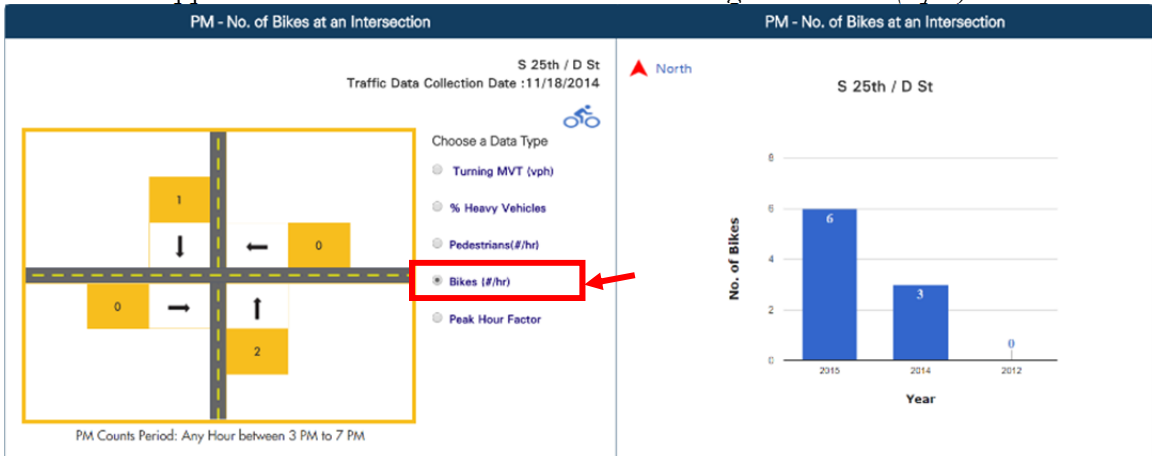 PM - No. of Bikes at an Intersection
S 25th / D St
Traffic Data Collection Date :11/18/2014
Choose a Data Type
Turning MVT (vph)
% Heavy Vehicles
Pedestrians(#/hr)
Bikes (#/hr)
Peak Hour Factor
1
0
0
2
PM Counts Period: Any Hour between 3 PM to 7 PM
PM - No. of Bikes at an Intersection
North
S 25th / D St
No. of Bikes
8
6
4
2
0
6
3
0
2015 2014 2012
Year